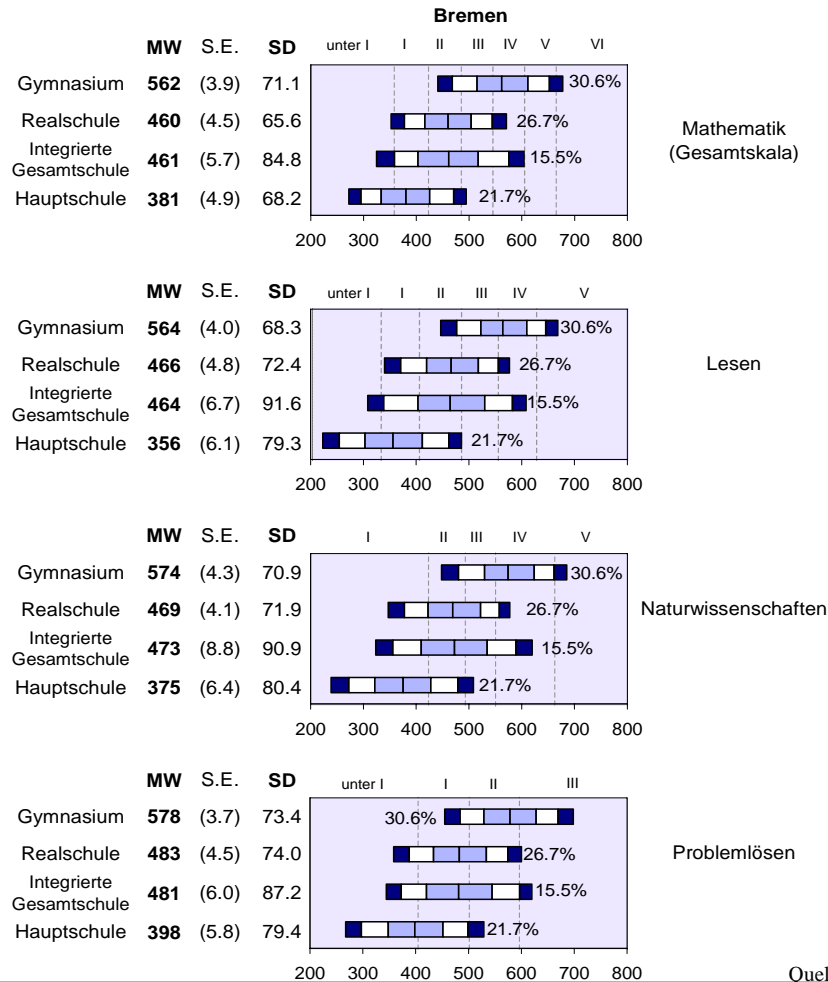 Bremen
MW S.E. SD unter I I II III IV V VI
Gymnasium 562 (3.9) 71.1 30.6%
Realschule 460 (4.5) 65.6 26.7%
Integrierte
Gesamtschule 461 (5.7) 84.8 15.5%
Hauptschule 381 (4.9) 68.2 21.7%
Mathematik
(Gesamtskala)
200 300 400 500 600 700 800
MW S.E. SD unter I I II III IV V
Gymnasium 564 (4.0) 68.3 30.6%
Realschule 466 (4.8) 72.4 26.7% Lesen
Integrierte
Gesamtschule 464 (6.7) 91.6 15.5%
Hauptschule 356 (6.1) 79.3 21.7%
200 300 400 500 600 700 800
MW S.E. SD I II III IV V
Gymnasium 574 (4.3) 70.9 30.6%
Realschule 469 (4.1) 71.9 26.7% Naturwissenschaften
Integrierte
Gesamtschule 473 (8.8) 90.9 15.5%
Hauptschule 375 (6.4) 80.4 21.7%
200 300 400 500 600 700 800
MW S.E. SD unter I I II III
Gymnasium 578 (3.7) 73.4 30.6%
Realschule 483 (4.5) 74.0 26.7% Problemlösen
Integrierte
Gesamtschule 481 (6.0) 87.2 15.5%
Hauptschule 398 (5.8) 79.4 21.7%
200 300 400 500 600 700 800
Quel